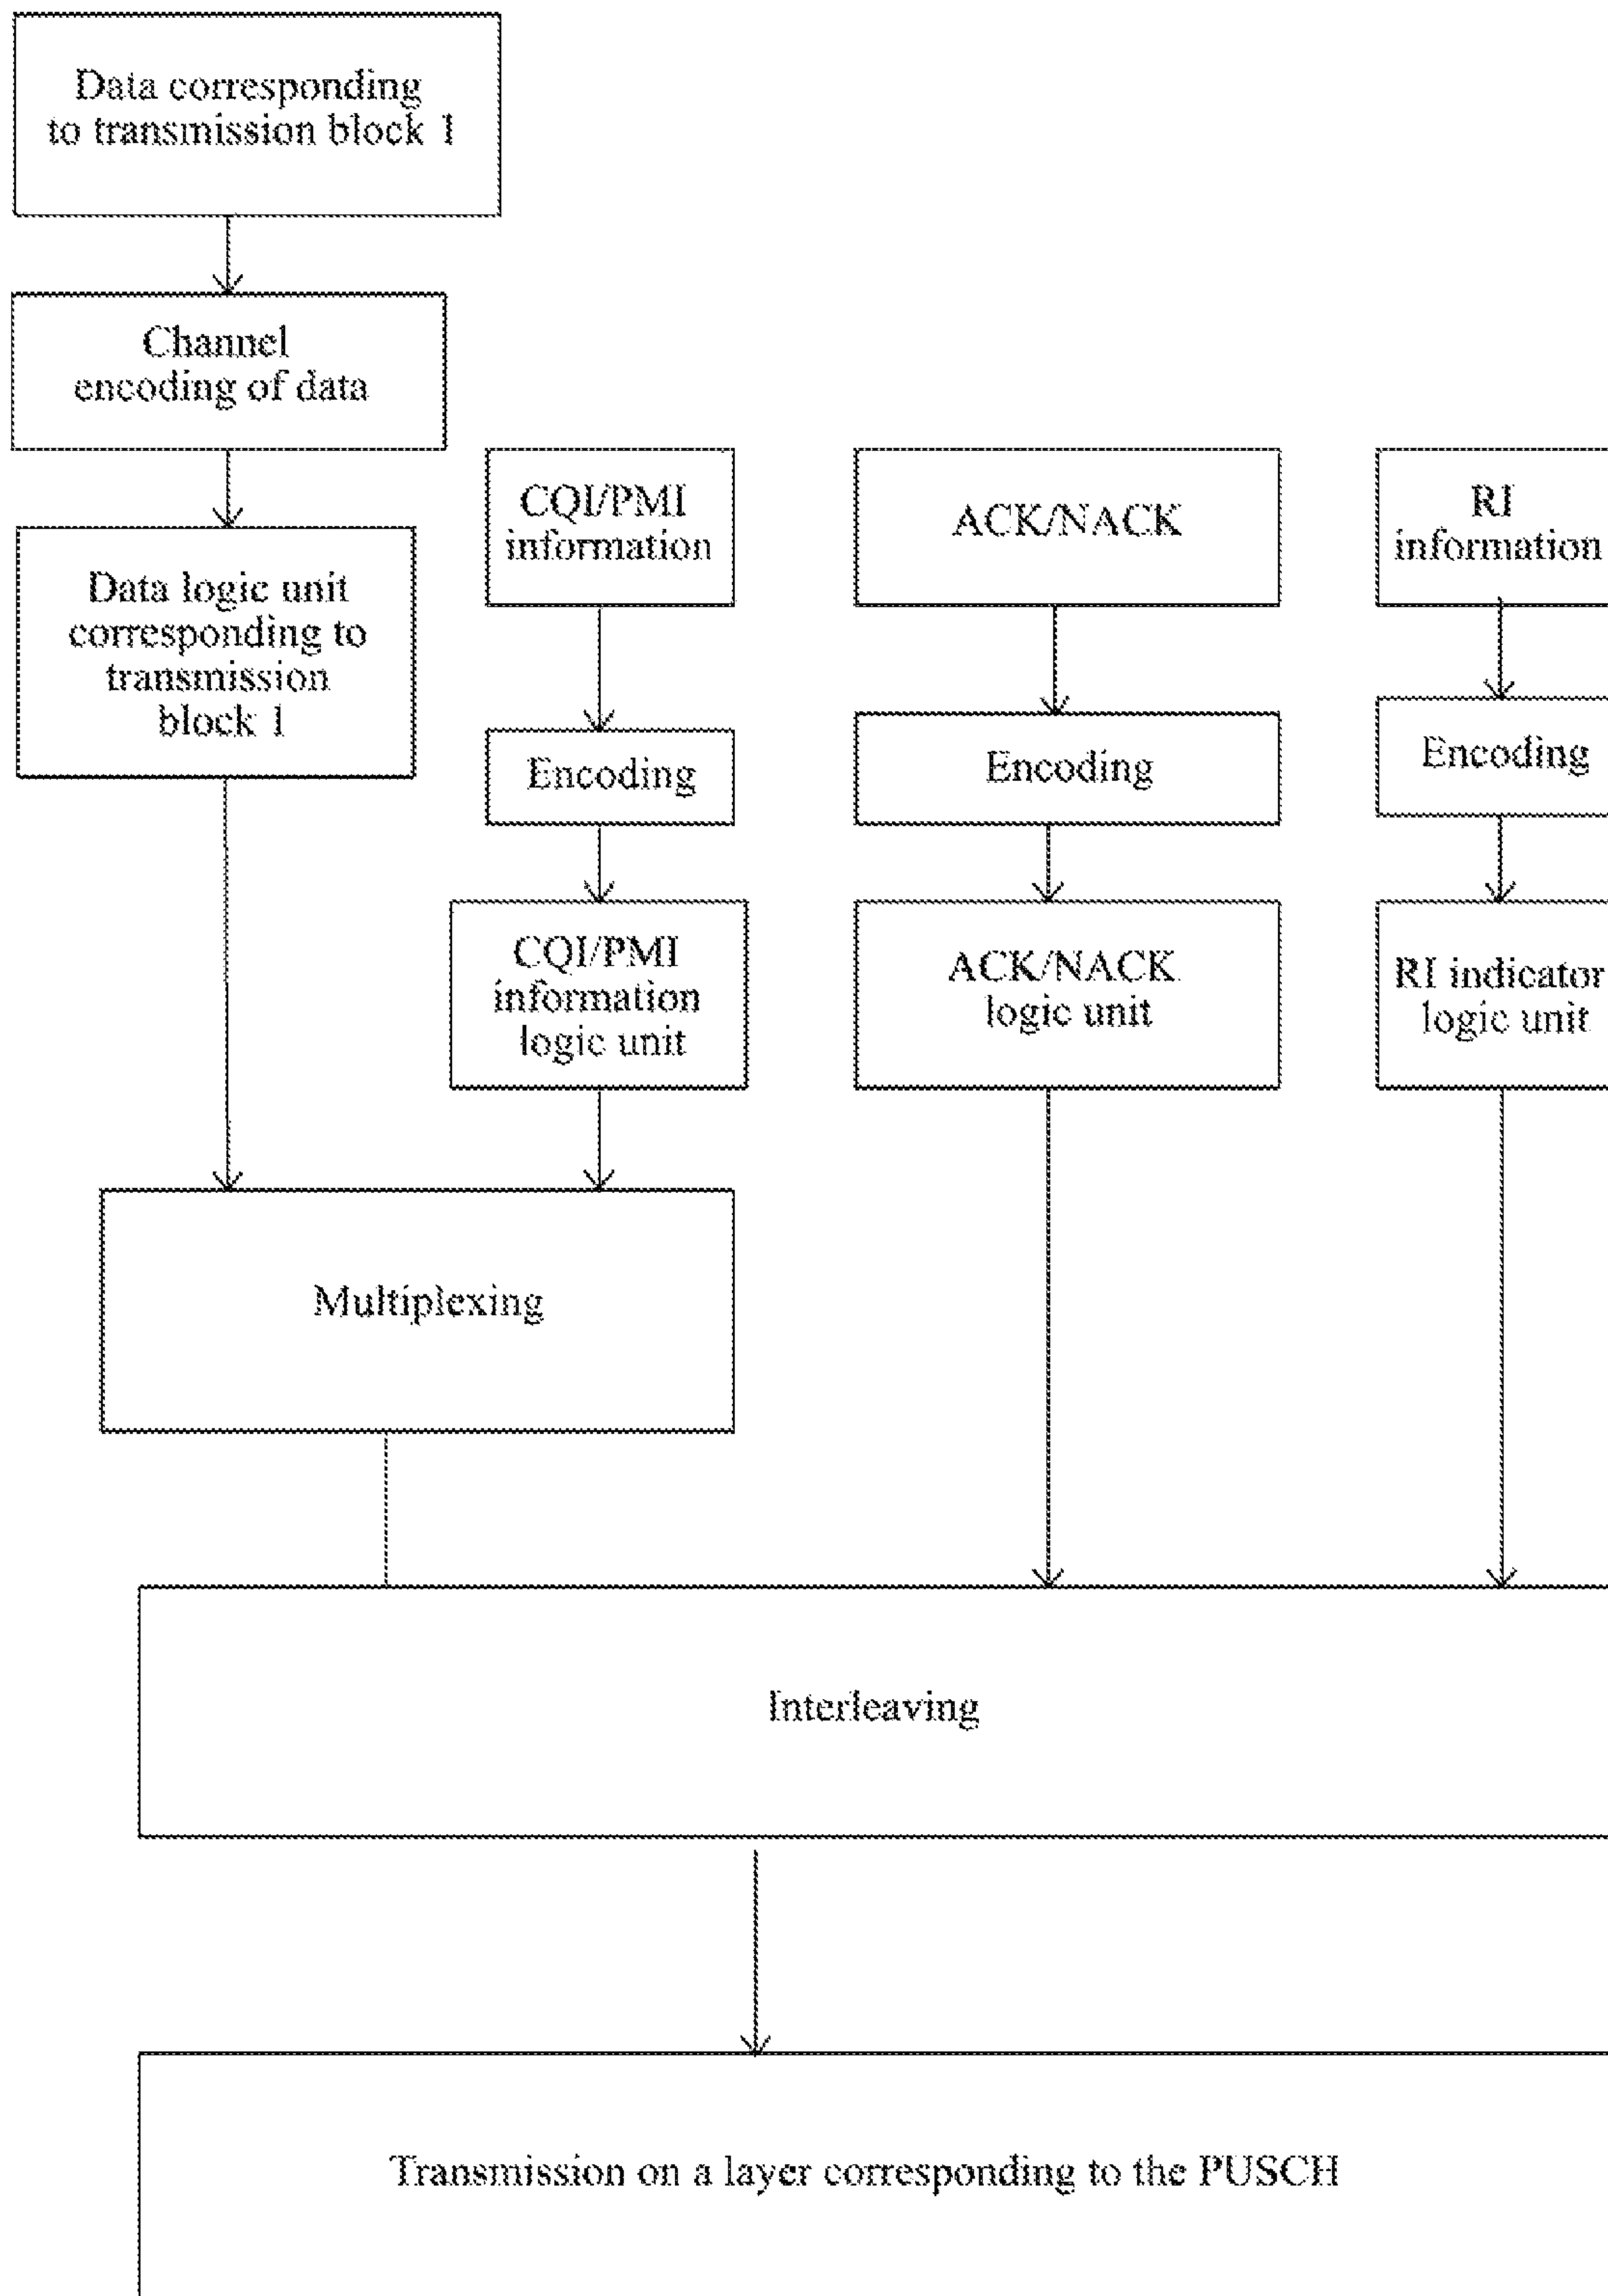 Data corresponding
to transmission block 1
Channel
encoding of data
Data logic unit
corresponding to
transmission
block 1
CQI/PMI
information
Encoding
CQI/PMI
information
logic unit
ACK/NACK
Encoding
ACK/NACK
logic unit
RI
information
Encoding
RI indicator
logic unit
Multiplexing
Interleaving
Transmission on a layer corresponding to the PUSCH